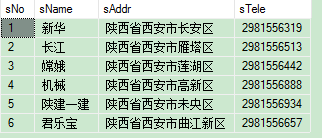 sNo sName sAddr sTele
1 新华 陕西省西安市长安区 2981556319
2 长江 陕西省西安市雁塔区 2981556513
3 嫦娥 陕西省西安市莲湖区 2981556442
4 机械 陕西省西安市高新区 2981556888
5 陕建一建 陕西省西安市未央区 2981556934
6 君乐宝 陕西省西安市曲江新区 2981556657